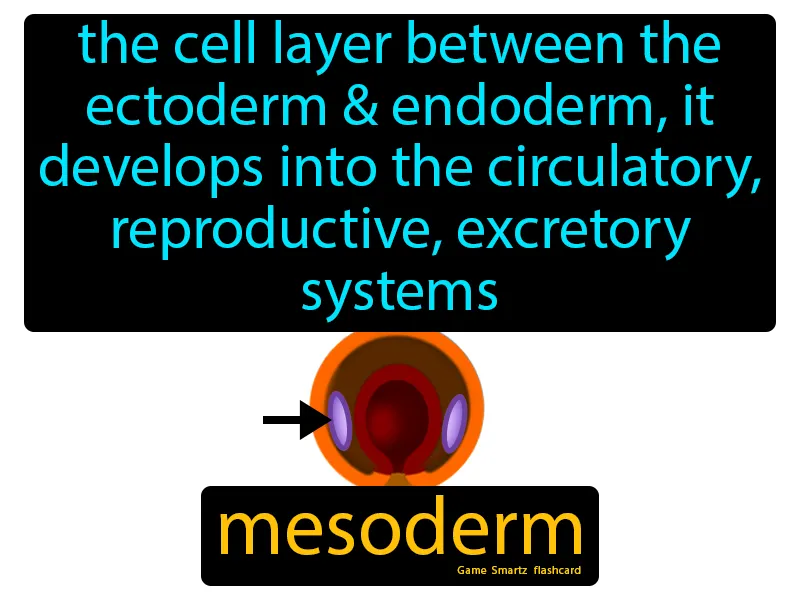 the cell layer between the
ectoderm & endoderm, it
develops into the circulatory,
reproductive, excretory
systems
mesoderm
Game Smartz flashcard